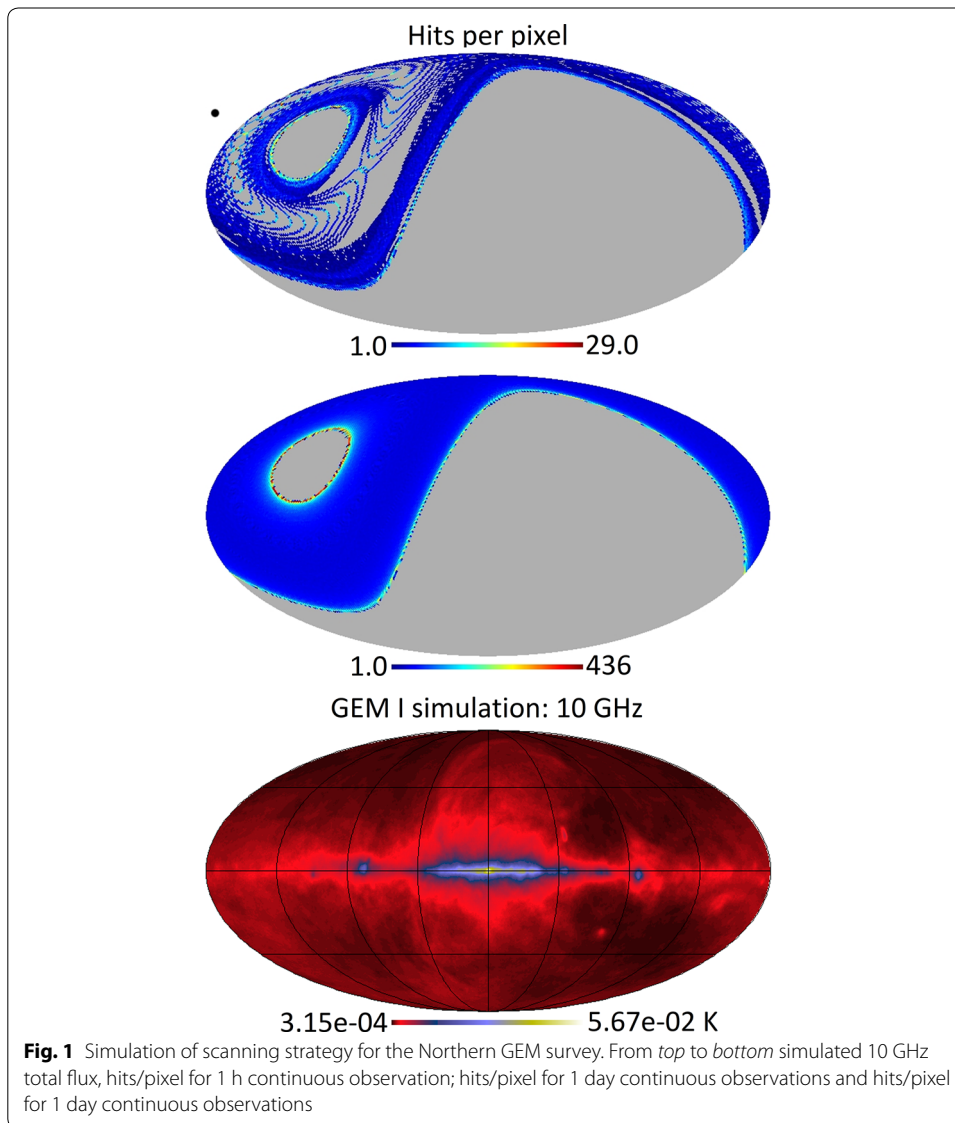 Hits per pixel
1.0 29.0
1.0 436
GEM I simulation: 10 GHz
3.15e-04 5.67e-02 K
Fig. 1 Simulation of scanning strategy for the Northern GEM survey. From top to bottom simulated 10 GHz
total flux, hits/pixel for 1 h continuous observation; hits/pixel for 1 day continuous observations and hits/pixel
for 1 day continuous observations